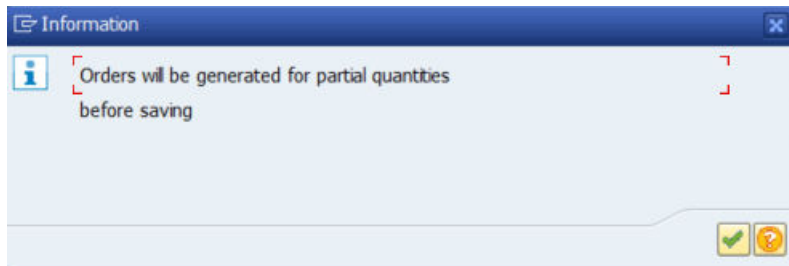 Information
Orders will be generated for partial quantities
before saving